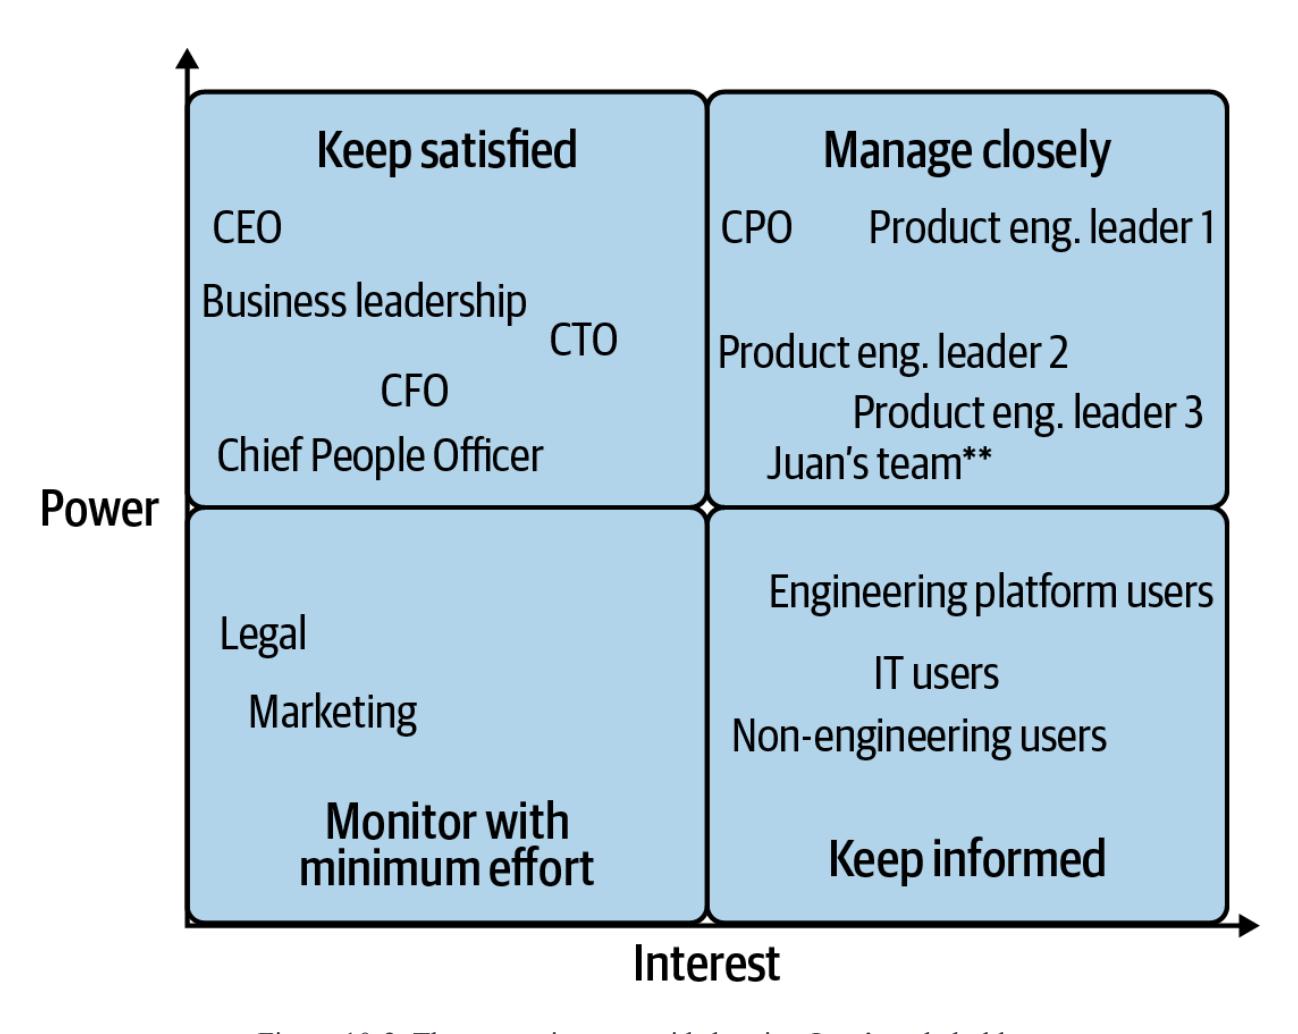 Keep satisfied
CEO
Business leadership
CTO
CFO
Chief People Officer
Manage closely
CPO Product eng. leader 1
Product eng. leader 2
Product eng. leader 3
Juan's team**
Power
Legal
Marketing
Monitor with
minimum effort
Engineering platform users
IT users
Non-engineering users
Keep informed
Interest